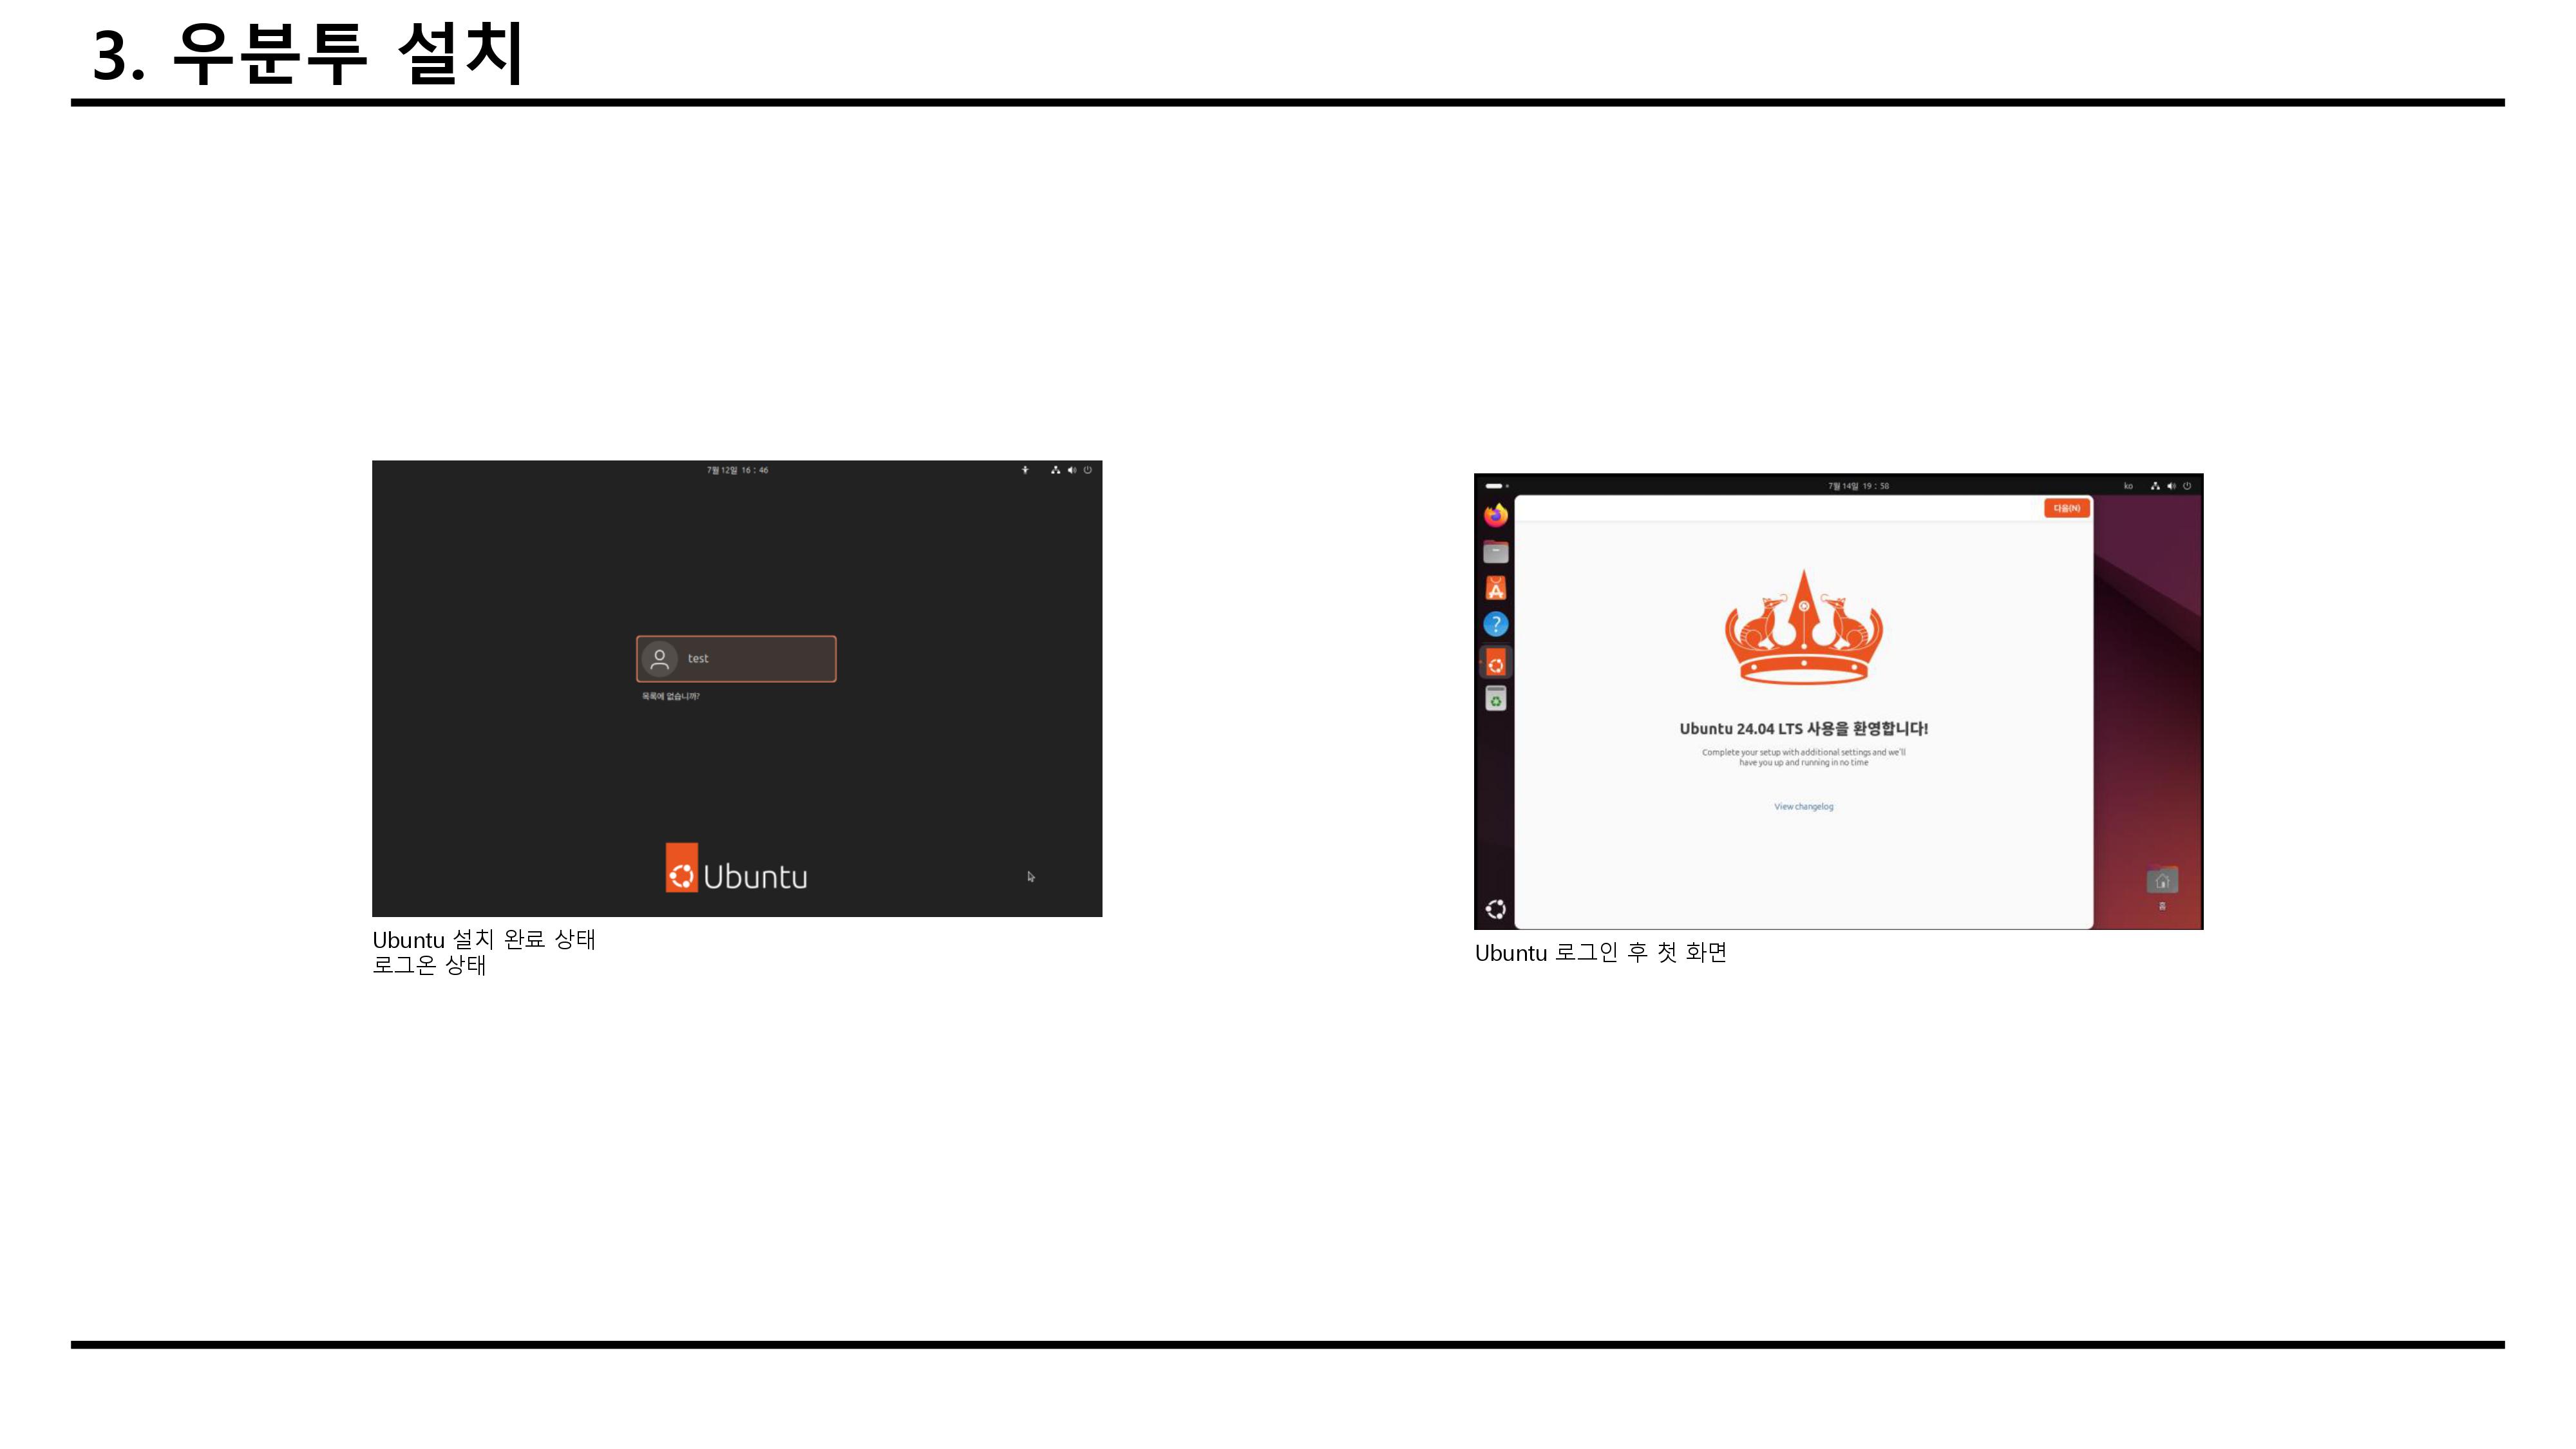 3. 우분투 설치
7월 12일 16 : 46
test
목록에 없습니까?
Ubuntu
Ubuntu 설치 완료 상태
로그온 상태
7월 14일 19 : 58
ko
다음(N)
Ubuntu 24.04 LTS 사용을 환영합니다!
Complete your setup with additional settings and we'll
have you up and running in no time
View changelog
홈
Ubuntu 로그인 후 첫 화면